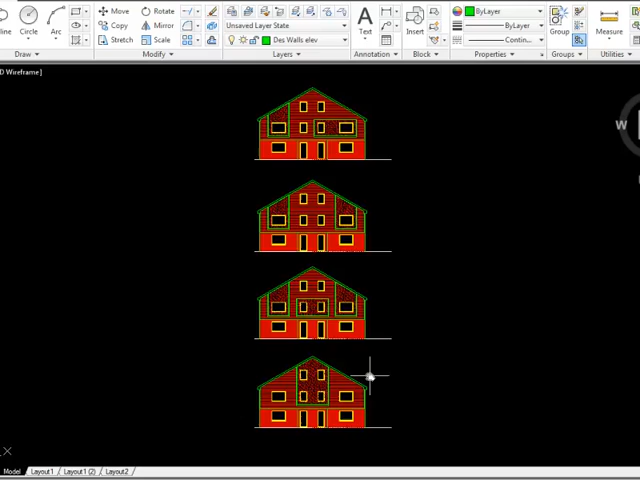 Line
Circle
Arc
Move
Rotate
Copy
Mirror
Stretch
Scale
Unsaved Layer State
Des Walls elev
Text
Insert
ByLayer
ByLayer
Contin...
Group
Measure
Draw
Modify
Layers
Annotation
Block
Properties
Groups
Utilities
D Wireframe]
W
X
Model
Layout1
Layout1 (2)
Layout2